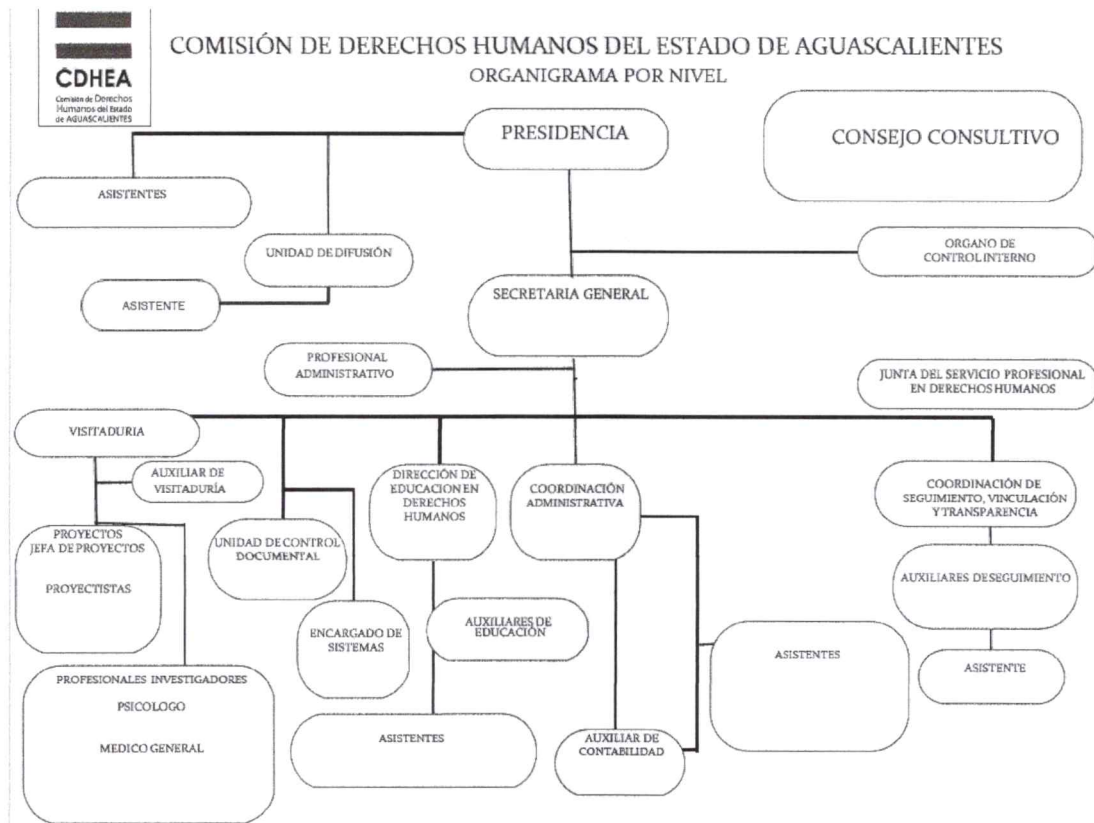 CDHEA
Comisión de Derechos
Humanos del Estado
de AGUASCALIENTES
COMISIÓN DE DERECHOS HUMANOS DEL ESTADO DE AGUASCALIENTES
ORGANIGRAMA POR NIVEL
PRESIDENCIA
CONSEJO CONSULTIVO
ASISTENTES
UNIDAD DE DIFUSIÓN
ORGANO DE
CONTROL INTERNO
ASISTENTE
SECRETARIA GENERAL
PROFESIONAL
ADMINISTRATIVO
JUNTA DEL SERVICIO PROFESIONAL
EN DERECHOS HUMANOS
VISITADURIA
AUXILIAR DE
VISITADURÍA
DIRECCIÓN DE
EDUCACION EN
DERECHOS
HUMANOS
COORDINACIÓN
ADMINISTRATIVA
COORDINACIÓN DE
SEGUIMIENTO, VINCULACIÓN
Y TRANSPARENCIA
PROYECTOS
JEFA DE PROYECTOS
PROYECTISTAS
UNIDAD DE CONTROL
DOCUMENTAL
AUXILIARES DE SEGUIMIENTO
AUXILIARES DE
EDUCACIÓN
ENCARGADO DE
SISTEMAS
ASISTENTES
ASISTENTE
PROFESIONALES INVESTIGADORES
PSICOLOGO
MEDICO GENERAL
ASISTENTES
AUXILIAR DE
CONTABILIDAD